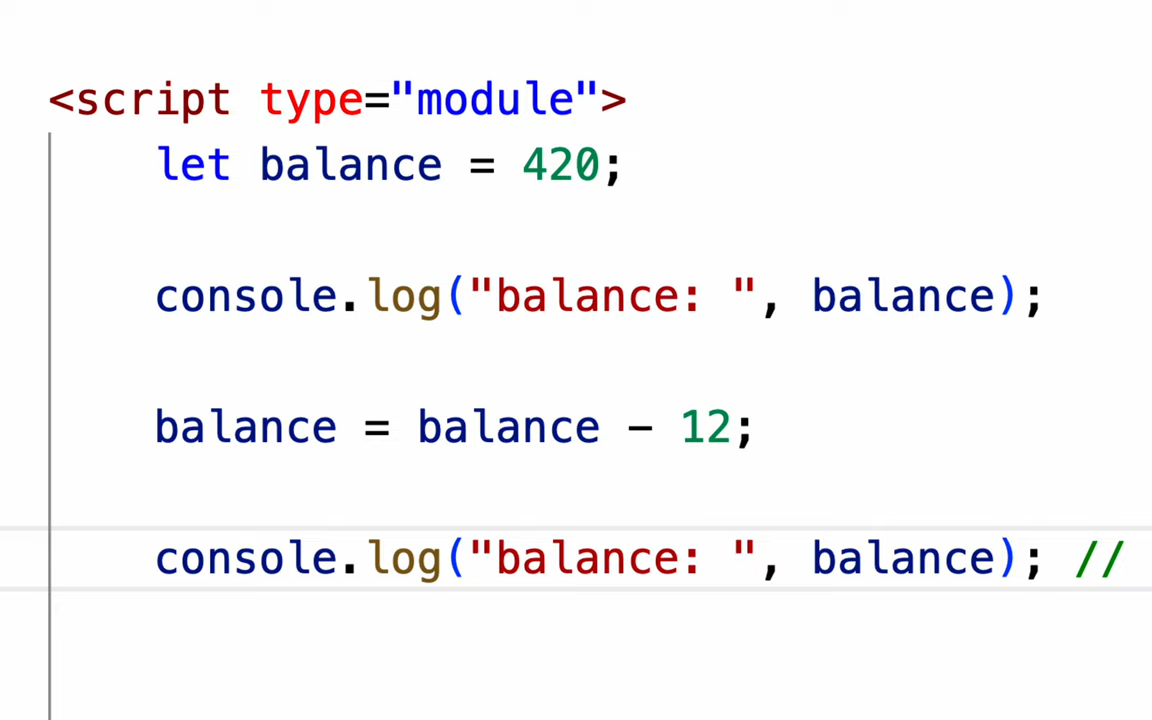 <script type="module">
let balance = 420;
console.log("balance: ", balance);
balance = balance - 12;
console.log("balance: ", balance); //